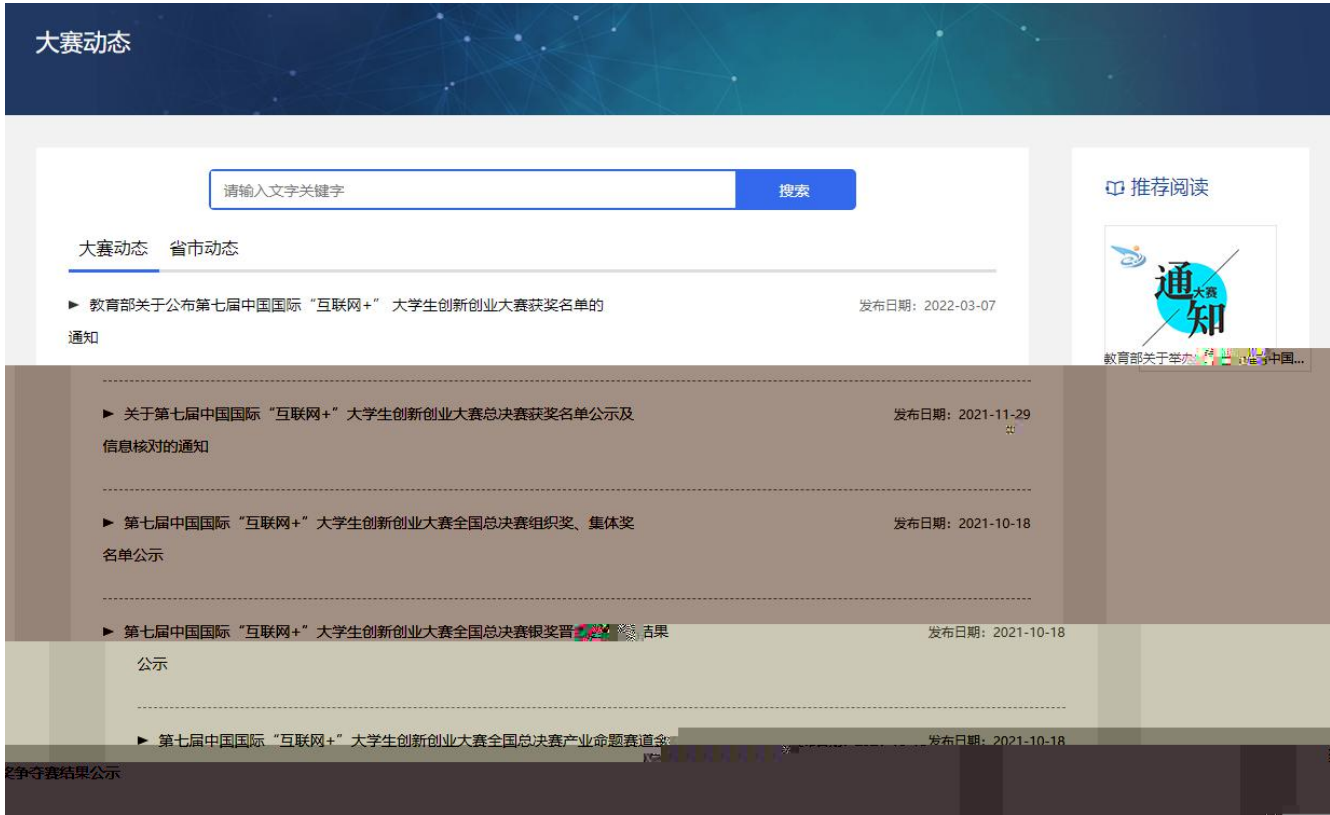 大赛动态
请输入文字关键字
搜索
大赛动态 省市动态
► 教育部关于公布第七届中国国际“互联网+” 大学生创新创业大赛获奖名单的
通知
发布日期：2022-03-07
► 关于第七届中国国际“互联网+”大学生创新创业大赛总决赛获奖名单公示及
信息核对的通知
发布日期：2021-11-29
► 第七届中国国际“互联网+”大学生创新创业大赛全国总决赛组织奖、集体奖
名单公示
发布日期：2021-10-18
► 第七届中国国际“互联网+”大学生创新创业大赛全国总决赛银奖晋
公示
发布日期：2021-10-18
► 第七届中国国际“互联网+”大学生创新创业大赛全国总决赛产业命题赛道
发布日期：2021-10-18
争夺赛结果公示
推荐阅读
通知
大赛
教育部关于举办
中国...